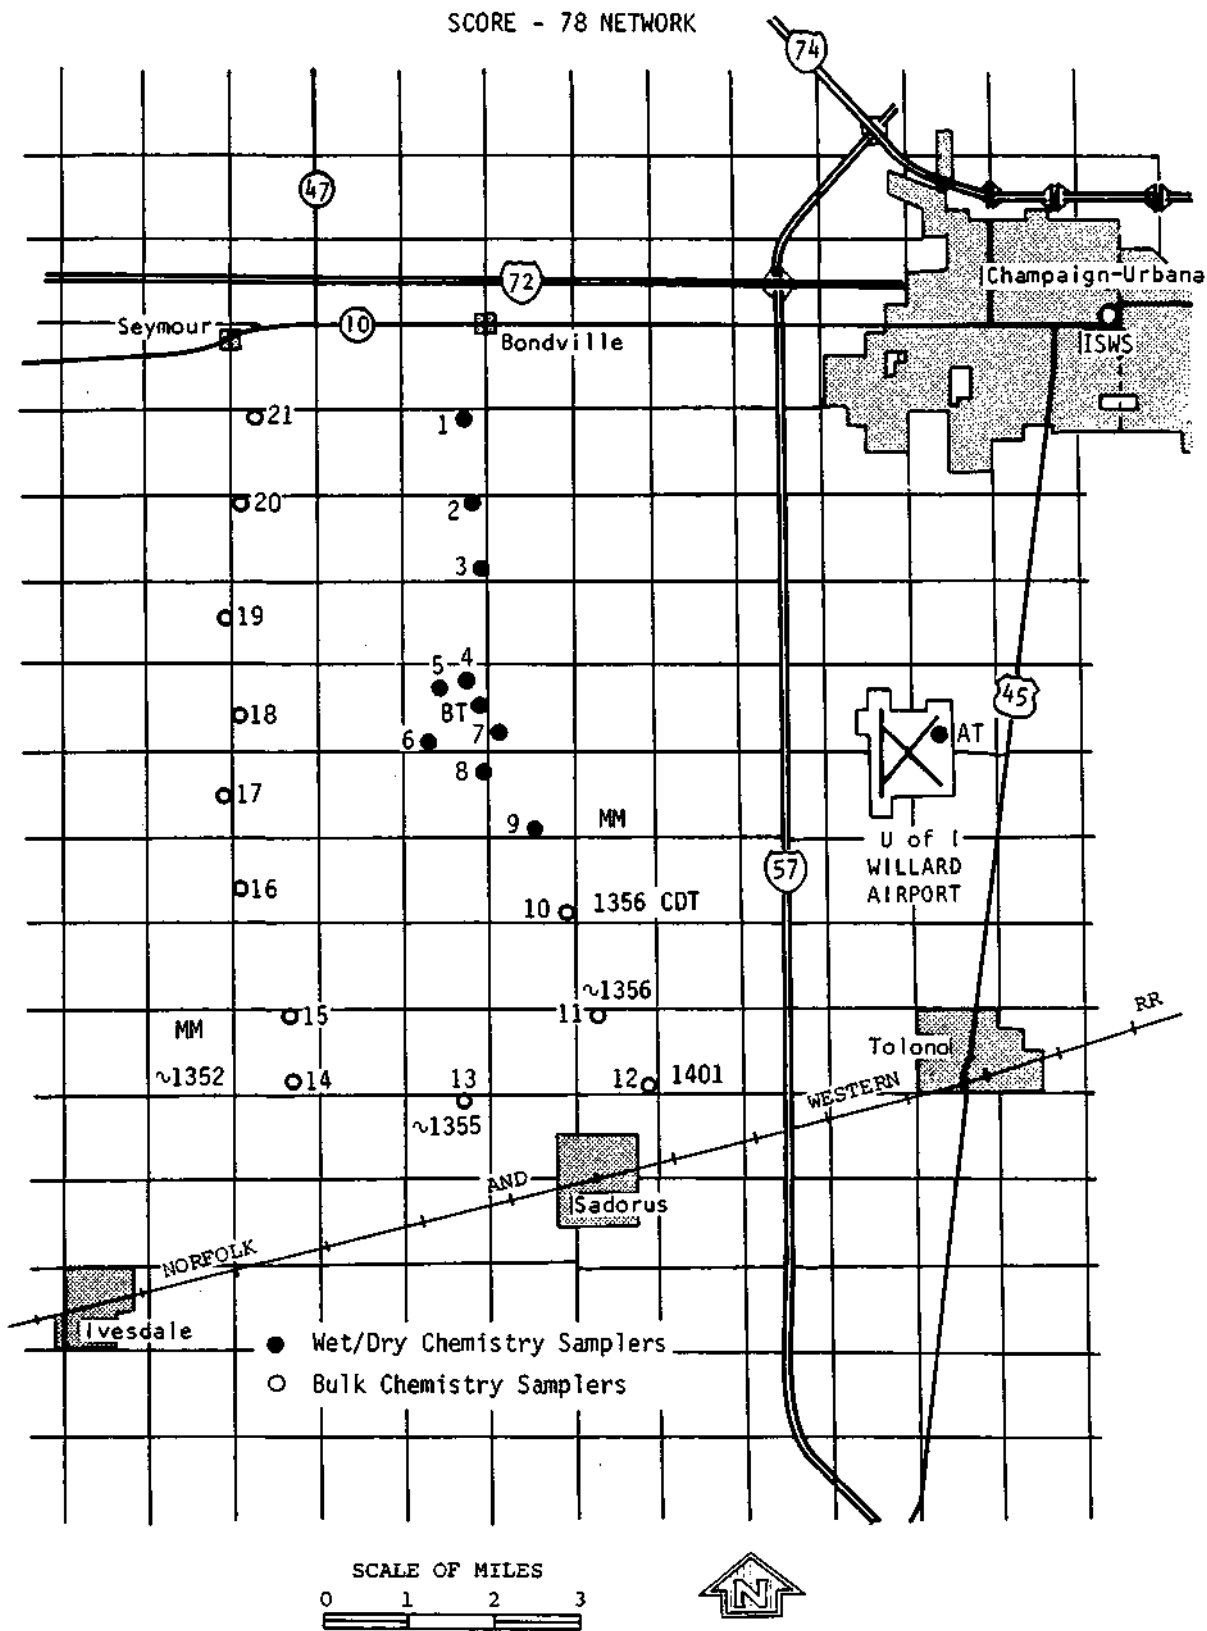 SCORE - 78 NETWORK
74
47
72
Champaign-Urbana
Seymour
10
Bondville
ISWS
21
1
20
2
3
19
5
4
45
18
BT
7
AT
6
8
17
9
MM
U of I
WILLARD
AIRPORT
57
16
10
1356 CDT
~1356
RR
15
11
MM
Tolono
~1352
14
13
12
1401
WESTERN
~1355
AND
Sadorus
NORFOLK
Ivesdale
Wet/Dry Chemistry Samplers
Bulk Chemistry Samplers
SCALE OF MILES
0 1 2 3
N